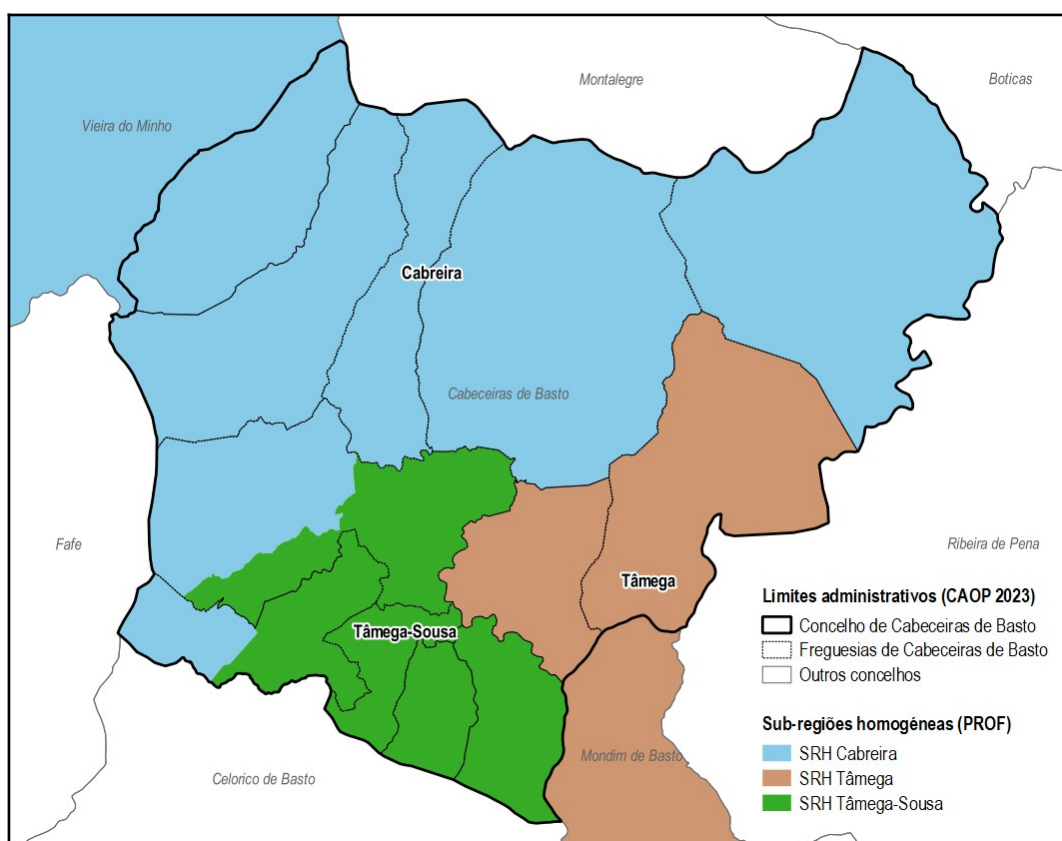 Montalegre
Boticas
Vieira do Minho
Cabreira
Cabeceiras de Basto
Fafe
Ribeira de Pena
Tâmega
Tâmega-Sousa
Mondim de Basto
Celorico de Basto
Limites administrativos (CAOP 2023)
Concelho de Cabeceiras de Basto
Freguesias de Cabeceiras de Basto
Outros concelhos
Sub-regiões homogéneas (PROF)
SRH Cabreira
SRH Tâmega
SRH Tâmega-Sousa